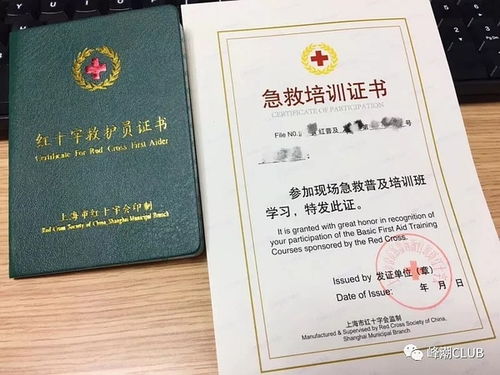 红十字救护员证书
Certificate For Red Cross First Aider
上海市红十字会印制
Red Cross Society of China, Shanghai Municipal Branch
急救培训证书
CERTIFICATE OF PARTICIPATION
File N0.
红普及
第
号
:
参加现场急救普及培训班
学习，特发此证。
It is granted with great honor in recognition of
your participation of the Basic First Aid Training
Courses sponsored by the Red Cross.
Issued by 发证单位（章）
Date of Issue: 年 月 日
上海市红十字会监制
Manufactured & Supervised by Red Cross Society of China,
Shanghai Municipal Branch
峰潮CLUB